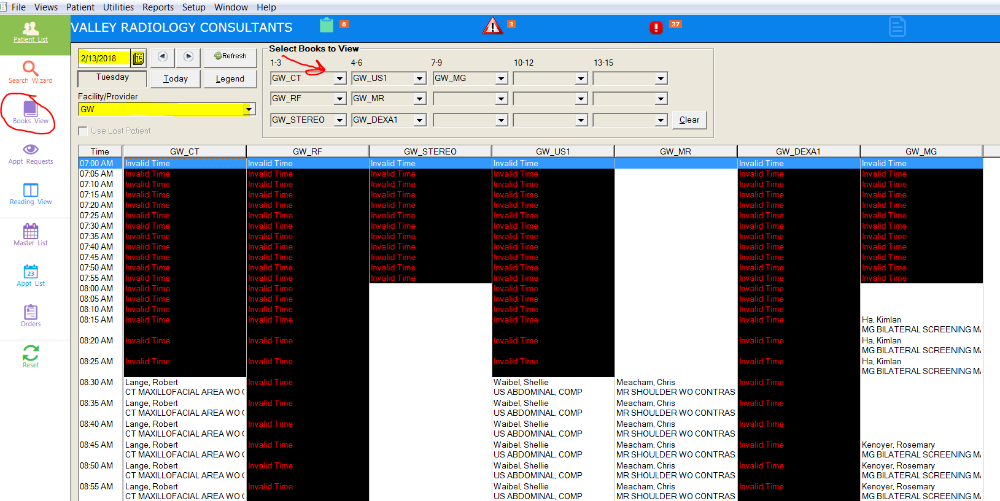 File Views Patient Utilities Reports Setup Window Help
Patient List
VALLEY RADIOLOGY CONSULTANTS 6 3 37
Search Wizard
Books View
Appt Requests
Reading View
Master List
23
Appt List
Orders
Reset
2/13/2018 15 Refresh
Tuesday Today Legend
Facility/Provider
GW
Use Last Patient
Select Books to View
1-3 4-6 7-9 10-12 13-15
GW_CT GW_US1 GW_MG
GW_RF GW_MR
GW_STEREO GW_DEXA1 Clear
Time GW_CT GW_RF GW_STEREO GW_US1 GW_MR GW_DEXA1 GW_MG
07:00 AM Invalid Time Invalid Time Invalid Time Invalid Time Invalid Time Invalid Time
07:05 AM Invalid Time Invalid Time Invalid Time Invalid Time Invalid Time Invalid Time
07:10 AM Invalid Time Invalid Time Invalid Time Invalid Time Invalid Time Invalid Time
07:15 AM Invalid Time Invalid Time Invalid Time Invalid Time Invalid Time Invalid Time
07:20 AM Invalid Time Invalid Time Invalid Time Invalid Time Invalid Time Invalid Time
07:25 AM Invalid Time Invalid Time Invalid Time Invalid Time Invalid Time Invalid Time
07:30 AM Invalid Time Invalid Time Invalid Time Invalid Time Invalid Time Invalid Time
07:35 AM Invalid Time Invalid Time Invalid Time Invalid Time Invalid Time Invalid Time
07:40 AM Invalid Time Invalid Time Invalid Time Invalid Time Invalid Time Invalid Time
07:45 AM Invalid Time Invalid Time Invalid Time Invalid Time Invalid Time Invalid Time
07:50 AM Invalid Time Invalid Time Invalid Time Invalid Time Invalid Time Invalid Time
07:55 AM Invalid Time Invalid Time Invalid Time Invalid Time Invalid Time Invalid Time
08:00 AM Invalid Time Invalid Time Invalid Time Invalid Time
08:05 AM Invalid Time Invalid Time Invalid Time Invalid Time
08:10 AM Invalid Time Invalid Time Invalid Time Invalid Time
08:15 AM Invalid Time Invalid Time Invalid Time Invalid Time Ha, Kimlan
MG BILATERAL SCREENING MA
08:20 AM Invalid Time Invalid Time Invalid Time Invalid Time Ha, Kimlan
MG BILATERAL SCREENING MA
08:25 AM Invalid Time Invalid Time Invalid Time Invalid Time Ha, Kimlan
MG BILATERAL SCREENING MA
08:30 AM Lange, Robert Invalid Time Waibel, Shellie Meacham, Chris Invalid Time
CT MAXILLOFACIAL AREA WO C US ABDOMINAL, COMP MR SHOULDER WO CONTRAS
08:35 AM Lange, Robert Invalid Time Waibel, Shellie Meacham, Chris Invalid Time
CT MAXILLOFACIAL AREA WO C US ABDOMINAL, COMP MR SHOULDER WO CONTRAS
08:40 AM Lange, Robert Invalid Time Waibel, Shellie Meacham, Chris Invalid Time
CT MAXILLOFACIAL AREA WO C US ABDOMINAL, COMP MR SHOULDER WO CONTRAS
08:45 AM Lange, Robert Invalid Time Waibel, Shellie Meacham, Chris Invalid Time Kenoyer, Rosemary
CT MAXILLOFACIAL AREA WO C US ABDOMINAL, COMP MR SHOULDER WO CONTRAS MG BILATERAL SCREENING MA
08:50 AM Lange, Robert Invalid Time Waibel, Shellie Meacham, Chris Invalid Time Kenoyer, Rosemary
CT MAXILLOFACIAL AREA WO C US ABDOMINAL, COMP MR SHOULDER WO CONTRAS MG BILATERAL SCREENING MA
08:55 AM Lange, Robert Invalid Time Waibel, Shellie Meacham, Chris Invalid Time Kenoyer, Rosemary
CT MAXILLOFACIAL AREA WO C US ABDOMINAL, COMP MR SHOULDER WO CONTRAS MG BILATERAL SCREENING MA